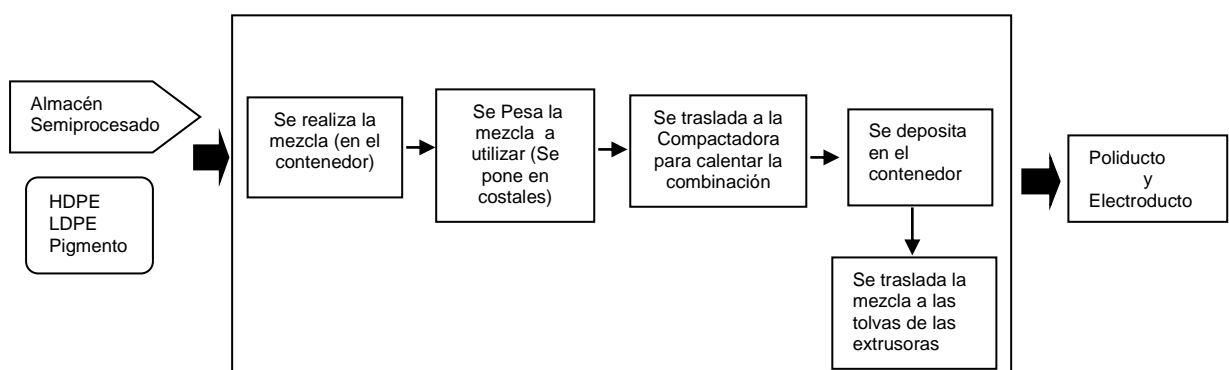 Almacén
Semiprocesado
HDPE
LDPE
Pigmento
Se realiza la
mezcla (en el
contenedor)
Se Pesa la
mezcla a
utilizar (Se
pone en
costales)
Se traslada a la
Compactadora
para calentar la
combinación
Se deposita
en el
contenedor
Se traslada la
mezcla a las
tolvas de las
extrusoras
Poliducto
y
Electroducto